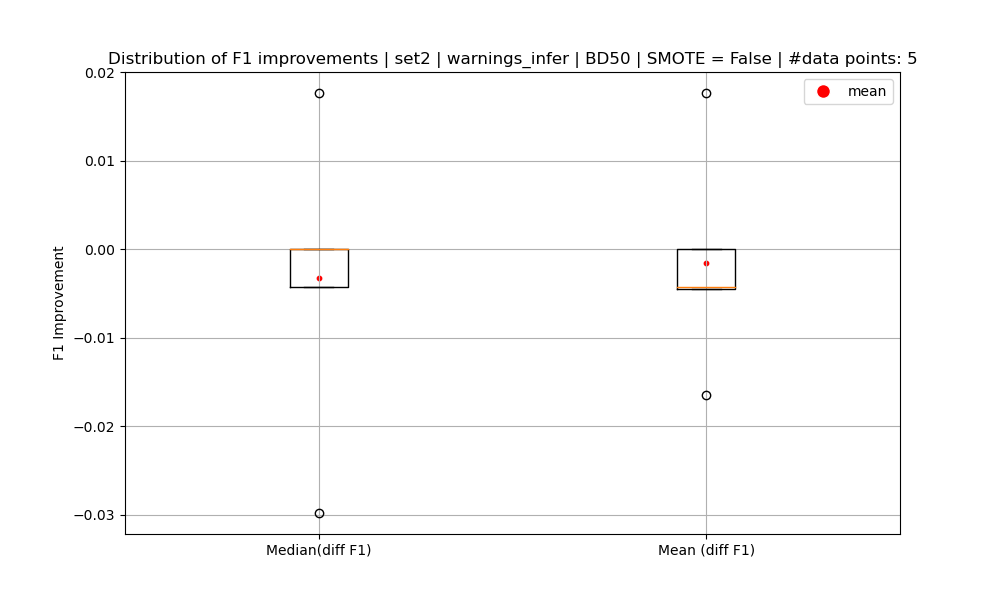 Distribution of F1 improvements | set2 | warnings_infer | BD50 | SMOTE = False | #data points: 5
mean
0.02
0.01
0.00
−0.01
−0.02
−0.03
F1 Improvement
Median(diff F1)
Mean (diff F1)